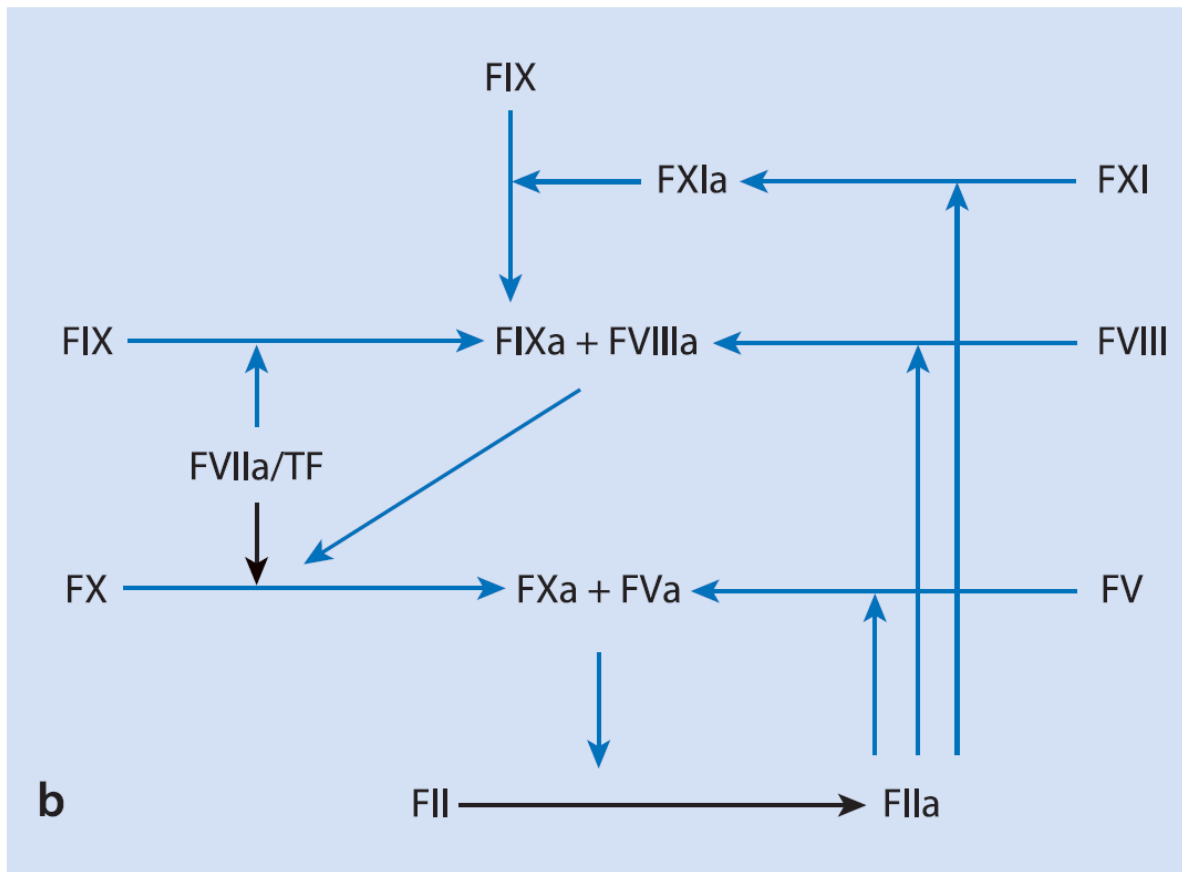 FIX
FXIa FXI
FIX FIXa + FVIIIa FVIII
FVIIa/TF
FX FXa + FVa FV
b FII FIIa